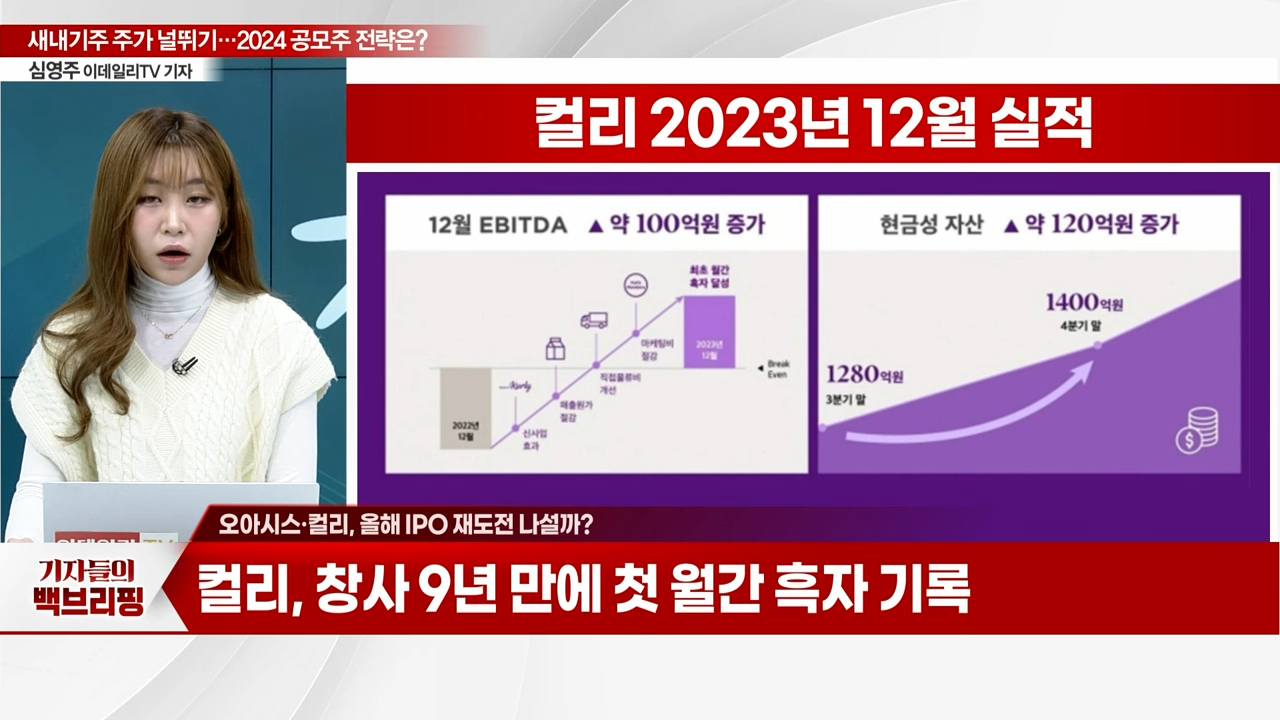 새내기주 주가 널뛰기…2024 공모주 전략은?
심영주 이데일리TV 기자
컬리 2023년 12월 실적
12월 EBITDA ▲ 약 100억원 증가
최초 월간
흑자 달성
마케팅비
절감
2023년
12월
◀ Break
Even
직접물류비
개선
Kurly
매출원가
절감
2022년
12월
신사업
효과
현금성 자산 ▲ 약 120억원 증가
1400억원
4분기 말
1280억원
3분기 말
$
오아시스·컬리, 올해 IPO 재도전 나설까?
기자들의
백브리핑
컬리, 창사 9년 만에 첫 월간 흑자 기록